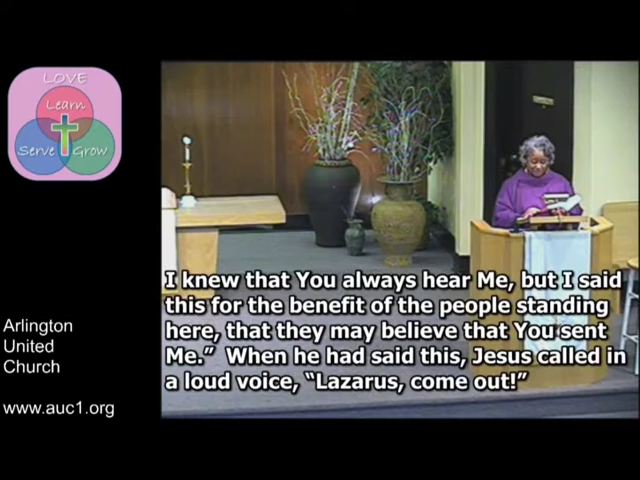 LOVE
Learn
Serve Grow
Arlington
United
Church
www.auc1.org
I knew that You always hear Me, but I said
this for the benefit of the people standing
here, that they may believe that You sent
Me.”  When he had said this, Jesus called in
a loud voice, “Lazarus, come out!”